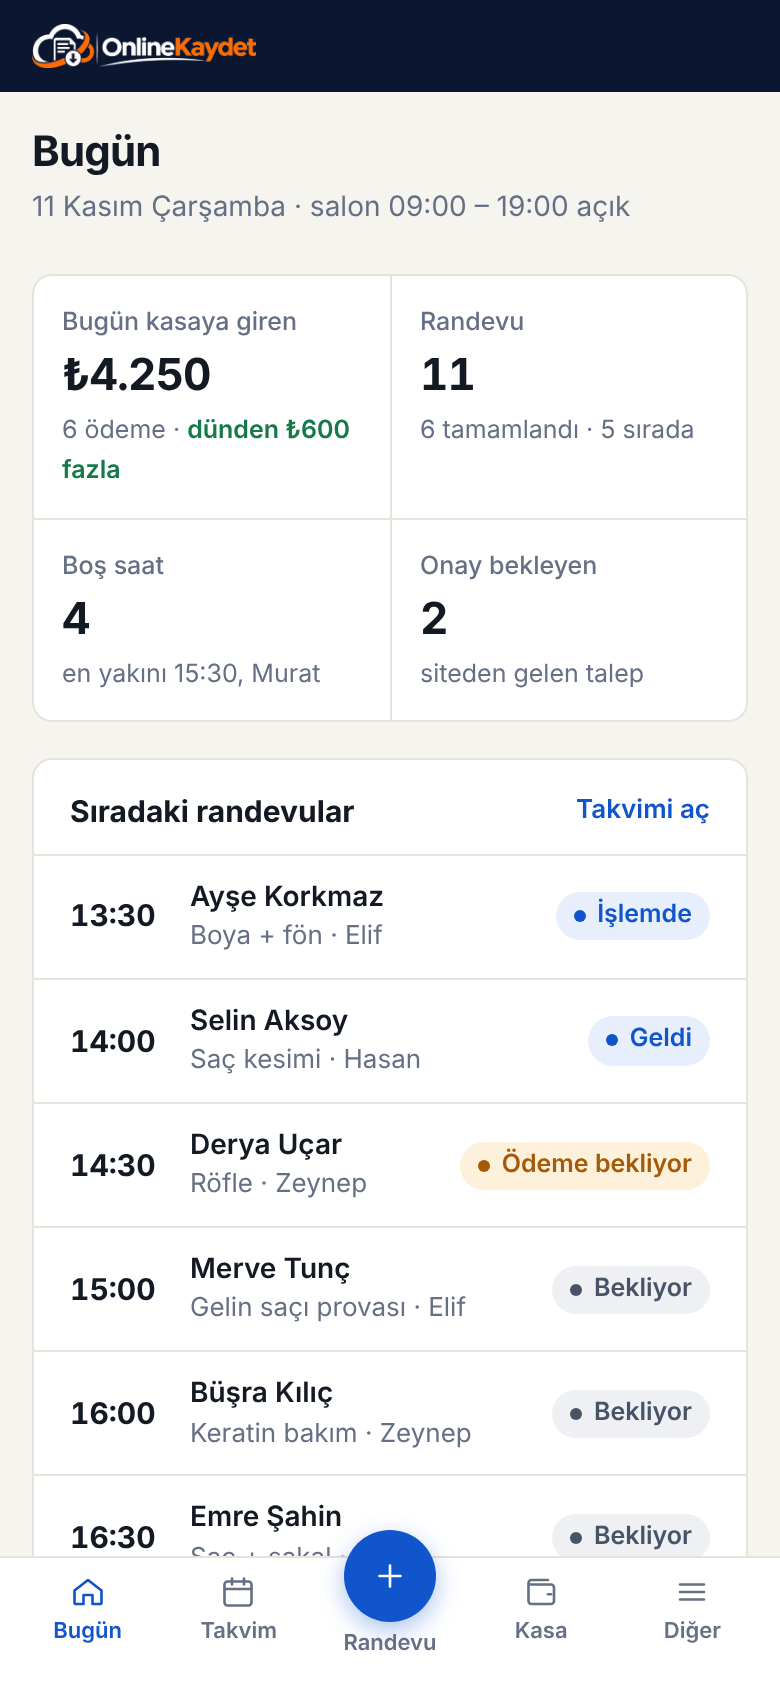 OnlineKaydet
Bugün
11 Kasım Çarşamba · salon 09:00 – 19:00 açık
Bugün kasaya giren
₺4.250
6 ödeme · dünden ₺600
fazla
Randevu
11
6 tamamlandı · 5 sırada
Boş saat
4
en yakını 15:30, Murat
Onay bekleyen
2
siteden gelen talep
Sıradaki randevular
Takvimi aç
13:30
Ayşe Korkmaz
Boya + fön · Elif
İşlemde
14:00
Selin Aksoy
Saç kesimi · Hasan
Geldi
14:30
Derya Uçar
Röfle · Zeynep
Ödeme bekliyor
15:00
Merve Tunç
Gelin saçı provası · Elif
Bekliyor
16:00
Büşra Kılıç
Keratin bakım · Zeynep
Bekliyor
16:30
Emre Şahin
Saç + sakal ·
Bekliyor
Bugün
Takvim
Randevu
Kasa
Diğer